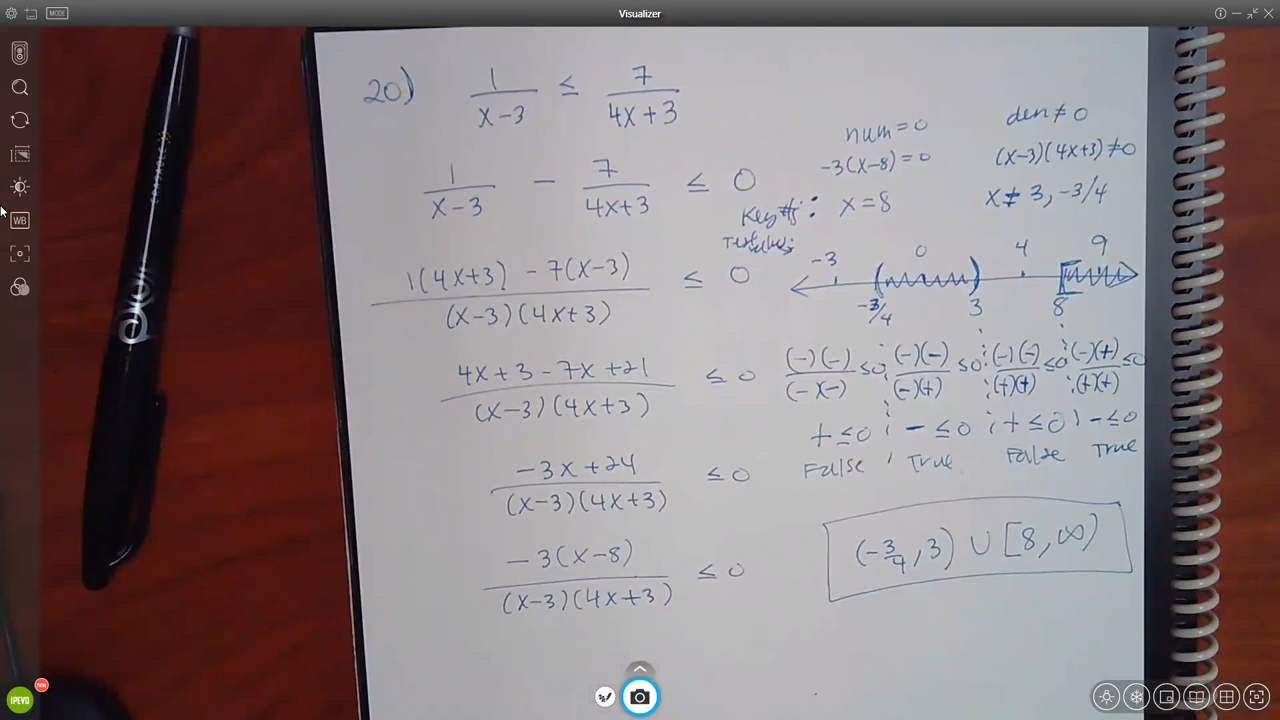 Visualizer
MODE
WB
IPEVO
new
20) 1/(x-3) ≤ 7/(4x+3)
1/(x-3) - 7/(4x+3) ≤ 0
(1(4x+3) - 7(x-3))/((x-3)(4x+3)) ≤ 0
(4x+3-7x+21)/((x-3)(4x+3)) ≤ 0
(-3x+24)/((x-3)(4x+3)) ≤ 0
(-3(x-8))/((x-3)(4x+3)) ≤ 0
num = 0
-3(x-8) = 0
Key #s: x = 8
den ≠ 0
(x-3)(4x+3) ≠ 0
x ≠ 3, -3/4
-3 0 4 9
-3/4 3 8
(-)(-)/(-)(-) ≤ 0 (-)(-)/(-)(+) ≤ 0 (-)(-)/(+)(+) ≤ 0 (-)(+)/(+)(+) ≤ 0
+ ≤ 0 - ≤ 0 + ≤ 0 - ≤ 0
False True False True
(-3/4, 3) ∪ [8, ∞)